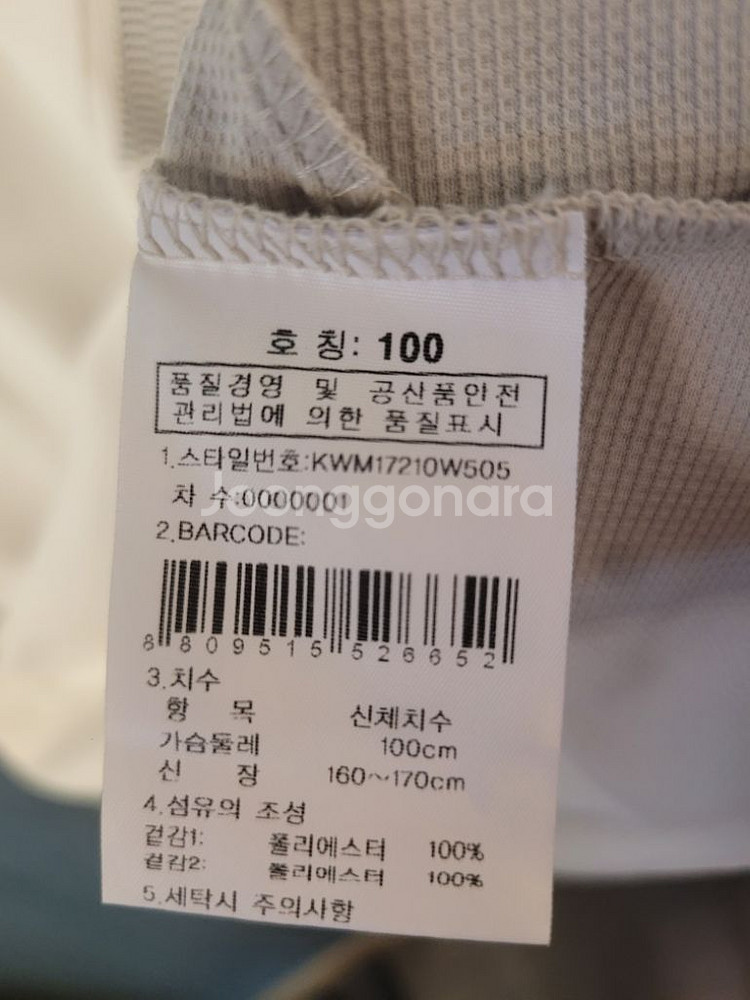 호 칭: 100
품질경영 및 공산품안전
관리법에 의한 품질표시
1.스타일번호:KWM17210W505
차 수:0000001
Joonggonara
2.BARCODE:
8 809515 526652
3.치수
항 목 신체치수
가슴둘레 100cm
신 장 160~170cm
4.섬유의 조성
겉감1: 폴리에스터 100%
겉감2: 폴리에스터 100%
5.세탁시 주의사항